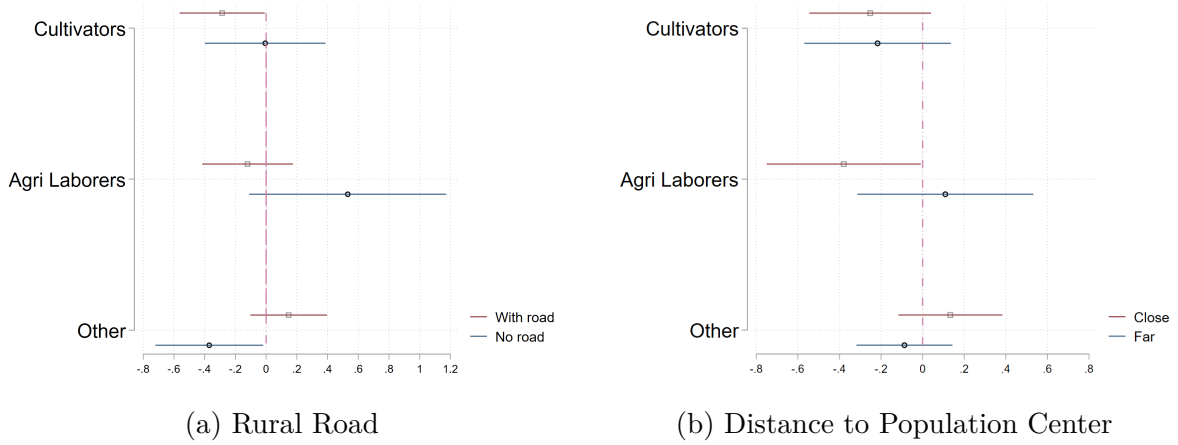 Cultivators
Agri Laborers
Other
With road
No road
-.8 -.6 -.4 -.2 0 .2 .4 .6 .8 1 1.2
(a) Rural Road
Cultivators
Agri Laborers
Other
Close
Far
-.8 -.6 -.4 -.2 0 .2 .4 .6 .8
(b) Distance to Population Center